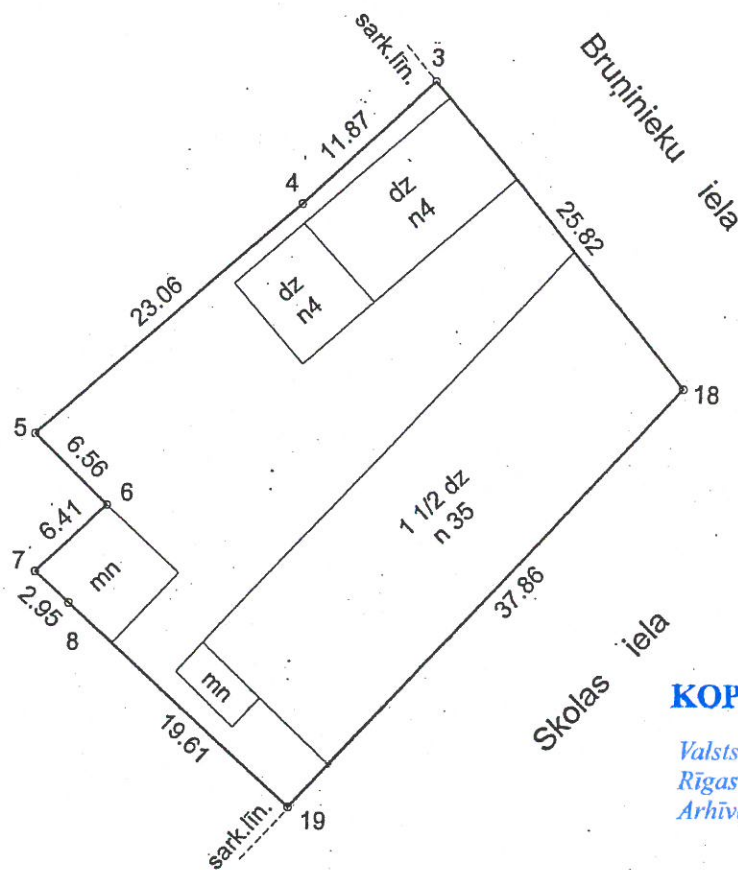 sark.līn.
3
Bruņinieku iela
11.87
4
dz
n4
25.82
dz
n4
23.06
18
5
6.56
6
1 1/2 dz
n 35
6.41
mn
7
2.95
8
37.86
mn
Skolas iela
19.61
KOP
Valsts
Rīgas
Arhīv
sark.līn.
19